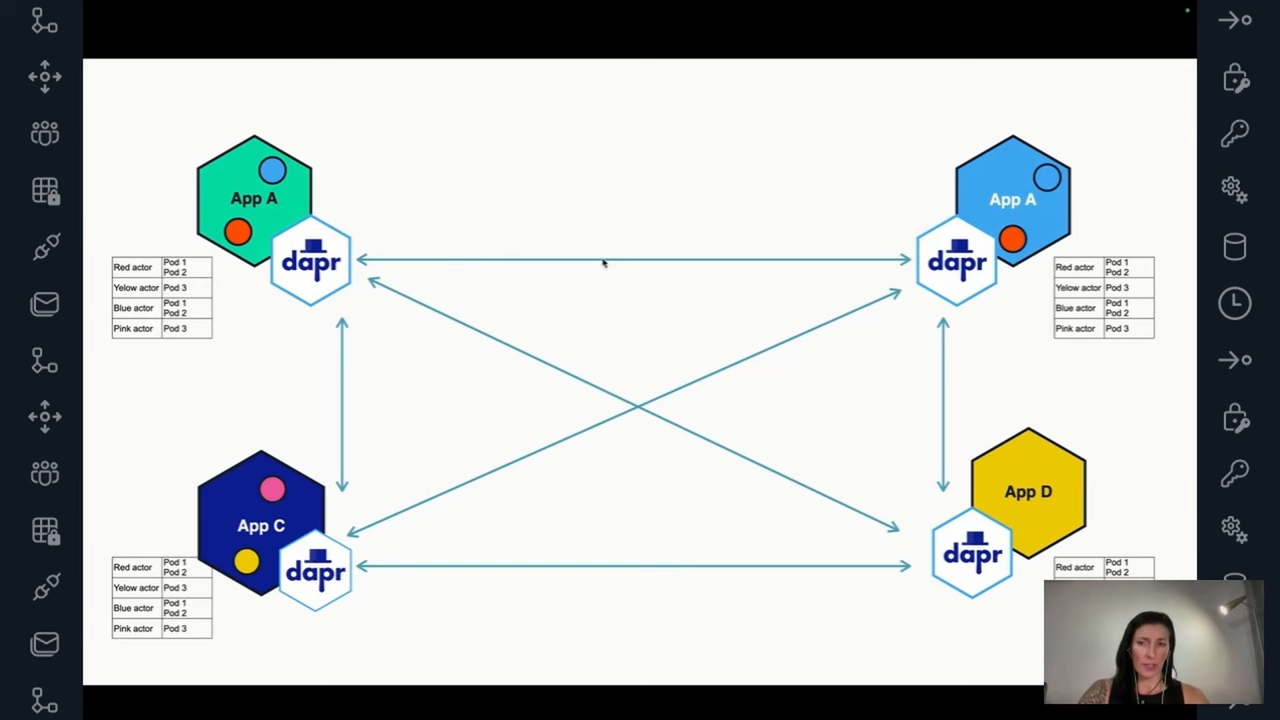 App A
App A
dapr
dapr
Red actor Pod 1
Pod 2
Yelow actor Pod 3
Blue actor Pod 1
Pod 2
Pink actor Pod 3
Red actor Pod 1
Pod 2
Yelow actor Pod 3
Blue actor Pod 1
Pod 2
Pink actor Pod 3
App C
App D
dapr
dapr
Red actor Pod 1
Pod 2
Yelow actor Pod 3
Blue actor Pod 1
Pod 2
Pink actor Pod 3
Red actor Pod 1
Pod 2